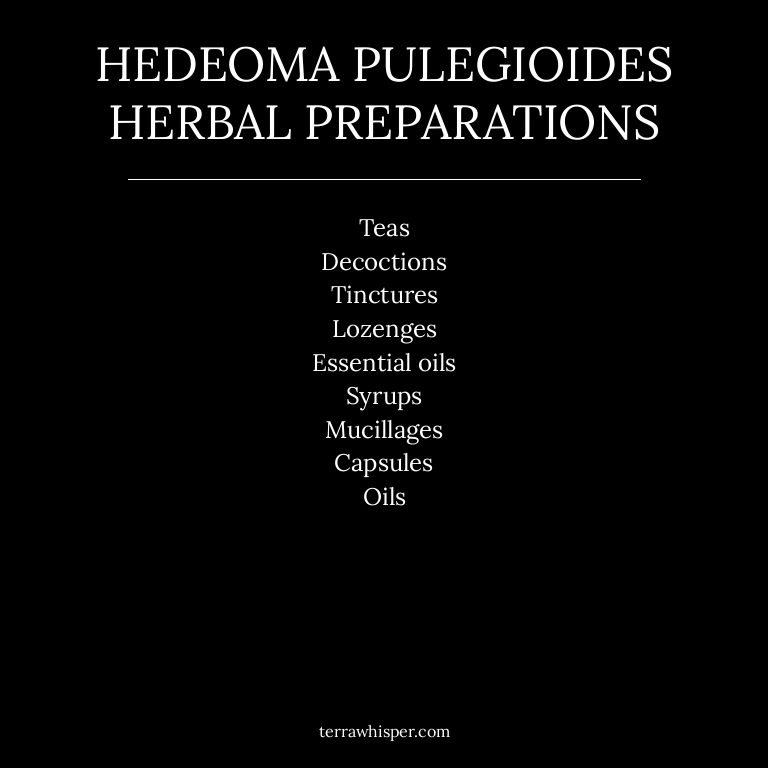 HEDEOMA PULEGIOIDES
HERBAL PREPARATIONS
Teas
Decoctions
Tinctures
Lozenges
Essential oils
Syrups
Mucillages
Capsules
Oils
terrawhisper.com